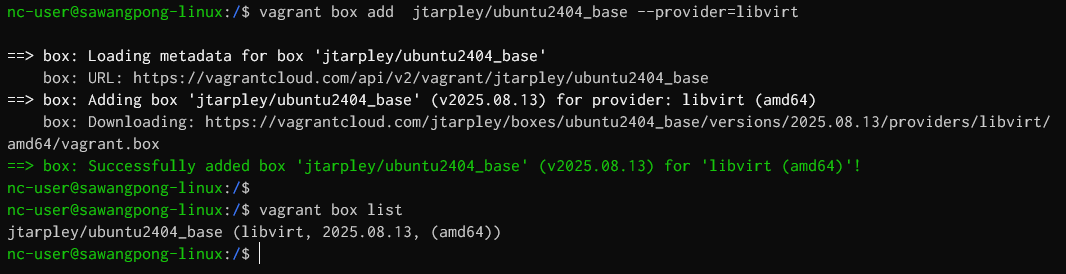 nc-user@sawangpong-linux:/$ vagrant box add  jtarpley/ubuntu2404_base --provider=libvirt
==> box: Loading metadata for box 'jtarpley/ubuntu2404_base'
    box: URL: https://vagrantcloud.com/api/v2/vagrant/jtarpley/ubuntu2404_base
==> box: Adding box 'jtarpley/ubuntu2404_base' (v2025.08.13) for provider: libvirt (amd64)
    box: Downloading: https://vagrantcloud.com/jtarpley/boxes/ubuntu2404_base/versions/2025.08.13/providers/libvirt/
amd64/vagrant.box
==> box: Successfully added box 'jtarpley/ubuntu2404_base' (v2025.08.13) for 'libvirt (amd64)'!
nc-user@sawangpong-linux:/$
nc-user@sawangpong-linux:/$ vagrant box list
jtarpley/ubuntu2404_base (libvirt, 2025.08.13, (amd64))
nc-user@sawangpong-linux:/$